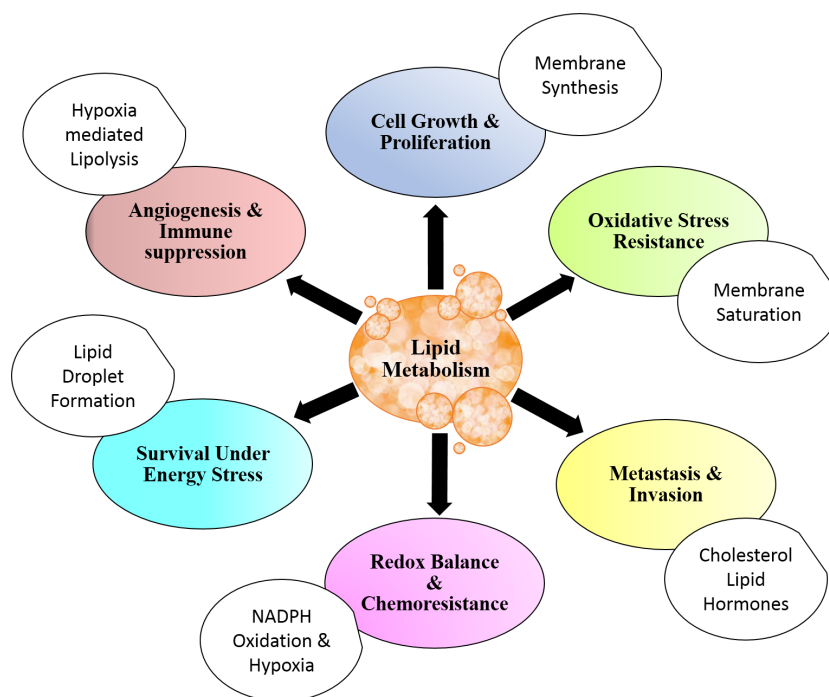 Membrane
Synthesis
Cell Growth &
Proliferation
Hypoxia
mediated
Lipolysis
Angiogenesis &
Immune
suppression
Oxidative Stress
Resistance
Membrane
Saturation
Lipid
Metabolism
Lipid
Droplet
Formation
Survival Under
Energy Stress
Metastasis &
Invasion
Cholesterol
Lipid
Hormones
Redox Balance
&
Chemoresistance
NADPH
Oxidation &
Hypoxia